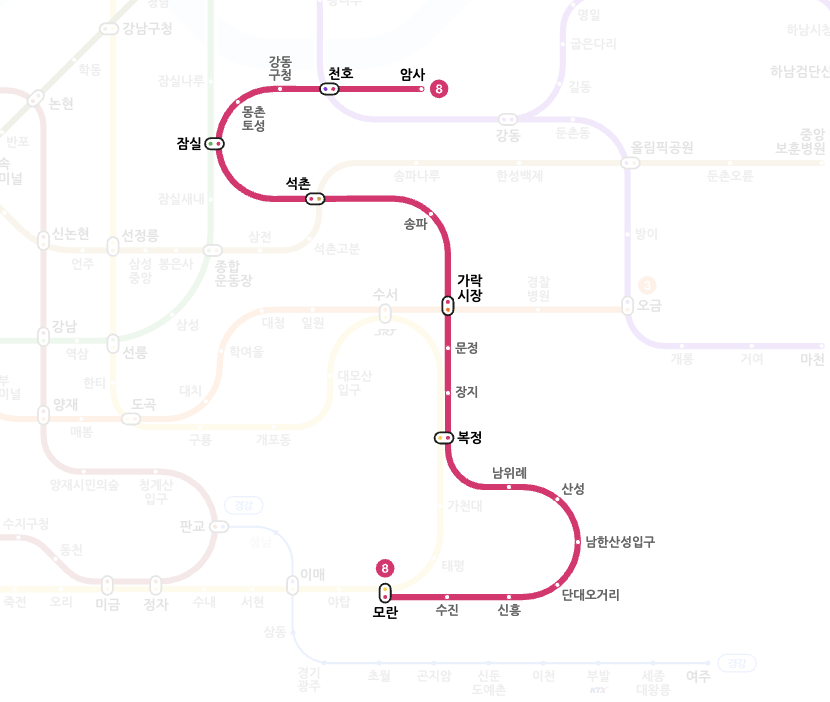 명일
강남구청
굽은다리
하남시청
강동
구청
천호
암사
8
잠실나루
학동
하남검단산
길동
논현
몽촌
토성
강동
둔촌동
중앙
보훈병원
반포
잠실
올림픽공원
속
미널
석촌
송파나루
한성백제
둔촌오륜
잠실새내
송파
신논현
선정릉
삼전
석촌고분
방이
언주
삼성
중앙
봉은사
종합
운동장
가락
시장
경찰
병원
3
수서
SRT
오금
강남
삼성
대청
일원
역삼
선릉
학여울
문정
개롱
거여
마천
부
미널
한티
대치
대모산
입구
장지
양재
도곡
매봉
구룡
개포동
복정
양재시민의숲
청계산
입구
남위례
산성
경강
가천대
수지구청
판교
남한산성입구
동천
태평
8
이매
단대오거리
죽전
오리
미금
정자
수내
서현
야탑
모란
수진
신흥
삼동
경기
광주
초월
곤지암
신둔
도예촌
이천
부발
KTX
세종
대왕릉
여주
경강